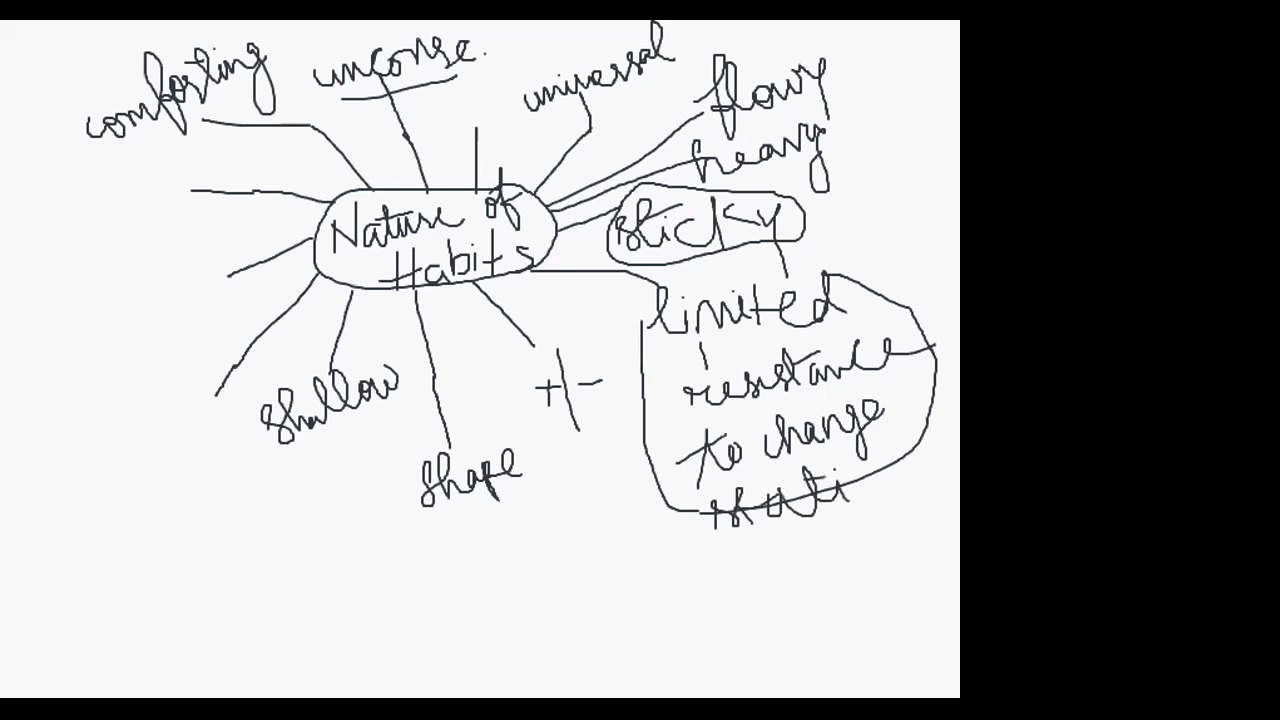 comforting
unconsc.
universal
flowy
heavy
sticky
Nature of
Habits
limited
resistance
to change
shallow
+/-
shape